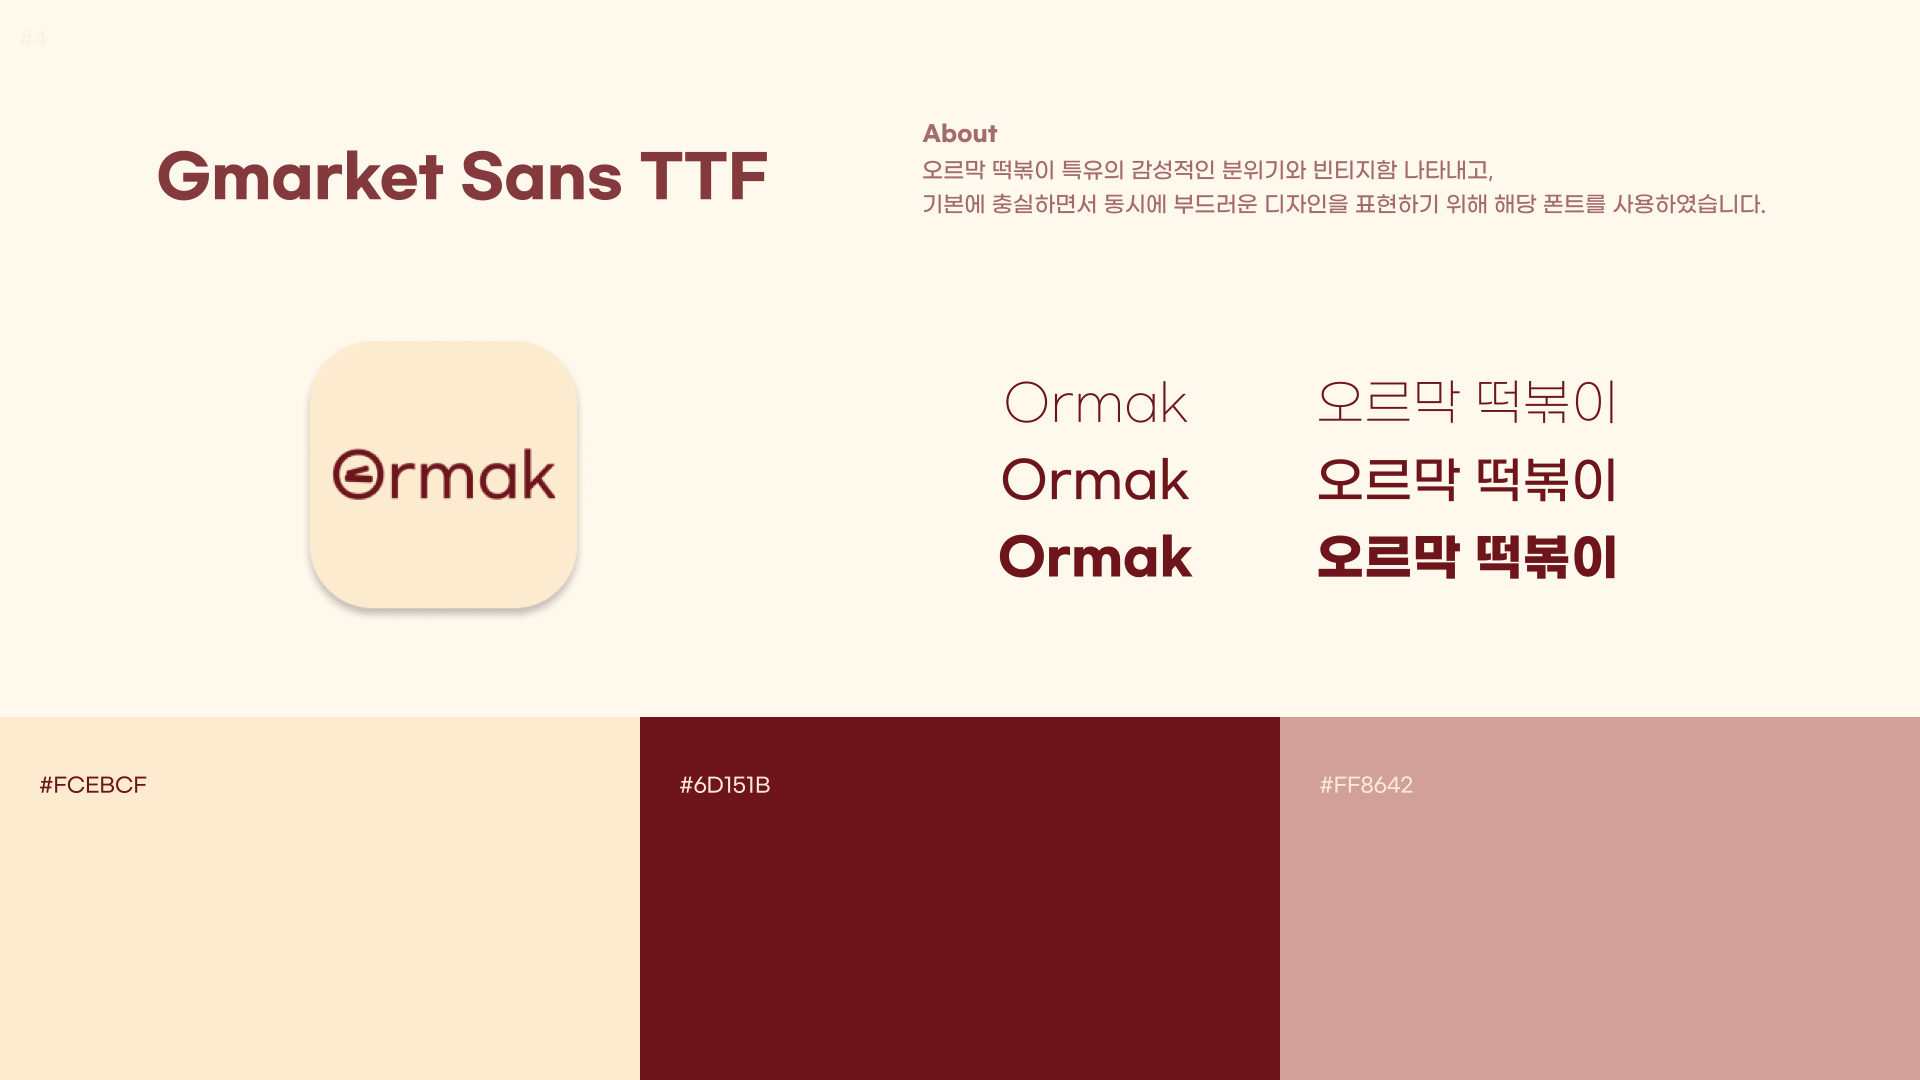 #4
Gmarket Sans TTF
About
오르막 떡볶이 특유의 감성적인 분위기와 빈티지함 나타내고,
기본에 충실하면서 동시에 부드러운 디자인을 표현하기 위해 해당 폰트를 사용하였습니다.
Ormak
Ormak 오르막 떡볶이
Ormak 오르막 떡볶이
Ormak 오르막 떡볶이
#FCEBCF
#6D151B
#FF8642